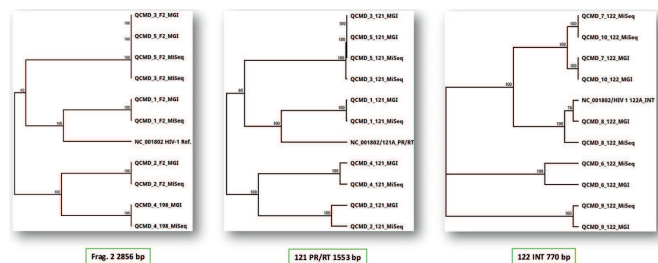 QCMD_3_F2_MGI
QCMD_5_F2_MGI
QCMD_5_F2_MiSeq
QCMD_3_F2_MiSeq
QCMD_1_F2_MGI
QCMD_1_F2_MiSeq
NC_001802 HIV-1 Ref.
QCMD_2_F2_MGI
QCMD_2_F2_MiSeq
QCMD_4_198_MGI
QCMD_4_198_MiSeq
Frag. 2 2856 bp
QCMD_3_121_MGI
QCMD_5_121_MGI
QCMD_5_121_MiSeq
QCMD_3_121_MiSeq
QCMD_1_121_MGI
QCMD_1_121_MiSeq
NC_001802/121A_PR/RT
QCMD_4_121_MGI
QCMD_4_121_MiSeq
QCMD_2_121_MGI
QCMD_2_121_MiSeq
121 PR/RT 1553 bp
QCMD_7_122_MiSeq
QCMD_10_122_MiSeq
QCMD_7_122_MGI
QCMD_10_122_MGI
NC_001802/HIV 1 122A_INT
QCMD_8_122_MGI
QCMD_8_122_MiSeq
QCMD_6_122_MiSeq
QCMD_6_122_MGI
QCMD_9_122_MiSeq
QCMD_9_122_MGI
122 INT 770 bp